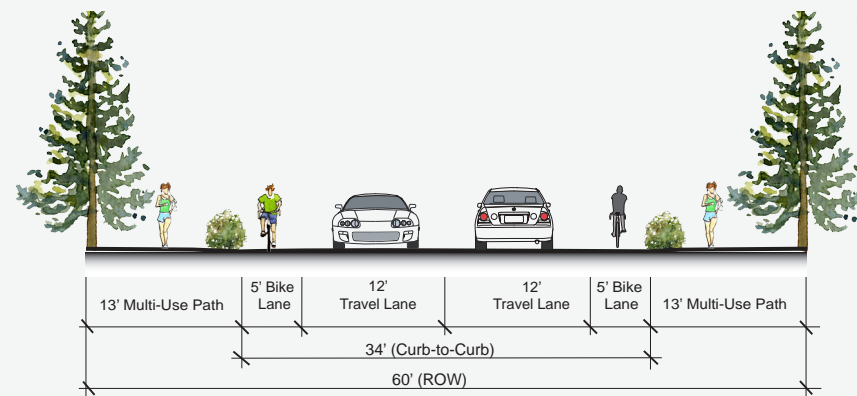 13’ Multi-Use Path
5’ Bike
Lane
12’
Travel Lane
12’
Travel Lane
5’ Bike
Lane
13’ Multi-Use Path
34’ (Curb-to-Curb)
60’ (ROW)